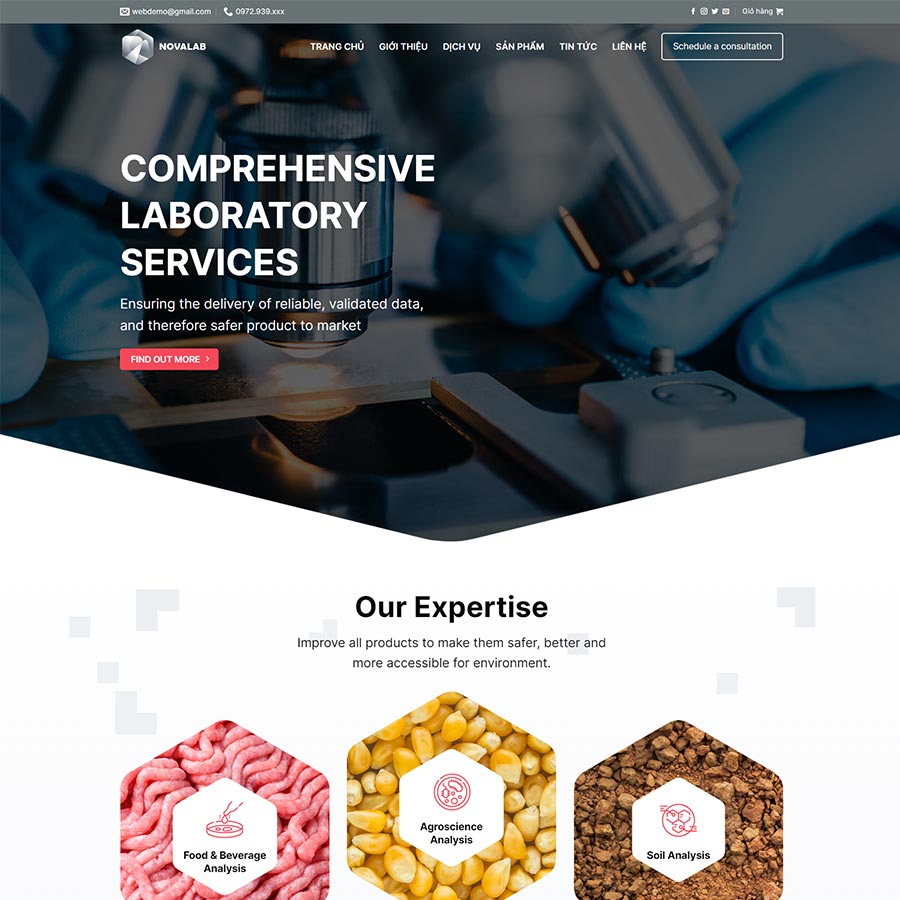 webdemo@gmail.com
0972.939.xxx
Giỏ hàng
NOVALAB
TRANG CHỦ
GIỚI THIỆU
DỊCH VỤ
SẢN PHẨM
TIN TỨC
LIÊN HỆ
Schedule a consultation
COMPREHENSIVE
LABORATORY
SERVICES
Ensuring the delivery of reliable, validated data,
and therefore safer product to market
FIND OUT MORE
Our Expertise
Improve all products to make them safer, better and
more accessible for environment.
Food & Beverage
Analysis
Agroscience
Analysis
Soil Analysis